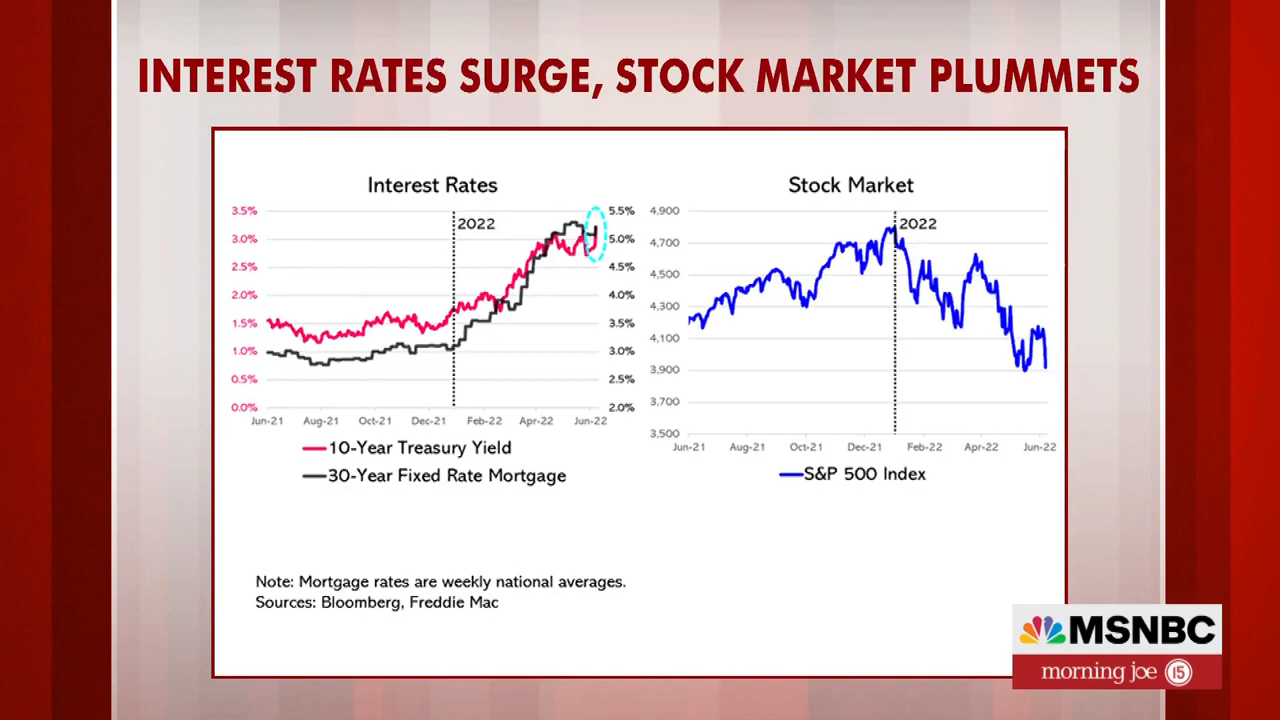 INTEREST RATES SURGE, STOCK MARKET PLUMMETS
Interest Rates
3.5%
3.0%
2.5%
2.0%
1.5%
1.0%
0.5%
0.0%
2022
5.5%
5.0%
4.5%
4.0%
3.5%
3.0%
2.5%
2.0%
Jun-21 Aug-21 Oct-21 Dec-21 Feb-22 Apr-22 Jun-22
10-Year Treasury Yield
30-Year Fixed Rate Mortgage
Stock Market
4,900
4,700
4,500
4,300
4,100
3,900
3,700
3,500
2022
Jun-21 Aug-21 Oct-21 Dec-21 Feb-22 Apr-22 Jun-22
S&P 500 Index
Note: Mortgage rates are weekly national averages.
Sources: Bloomberg, Freddie Mac
MSNBC
morning joe 15